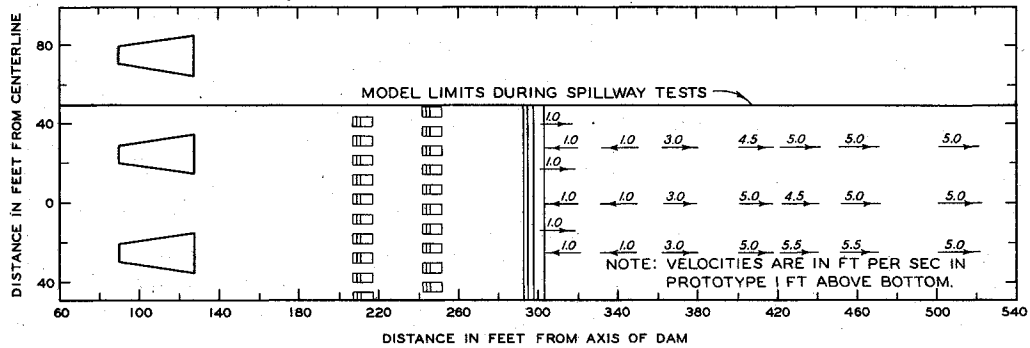 80
MODEL LIMITS DURING SPILLWAY TESTS
40
1.0
1.0 1.0 3.0 4.5 5.0 5.0 5.0
1.0
0
1.0 1.0 3.0 5.0 4.5 5.0 5.0
1.0
1.0 1.0 3.0 5.0 5.5 5.5 5.0
NOTE: VELOCITIES ARE IN FT PER SEC IN
PROTOTYPE 1 FT ABOVE BOTTOM.
40
DISTANCE IN FEET FROM CENTERLINE
60 100 140 180 220 260 300 340 380 420 460 500 540
DISTANCE IN FEET FROM AXIS OF DAM